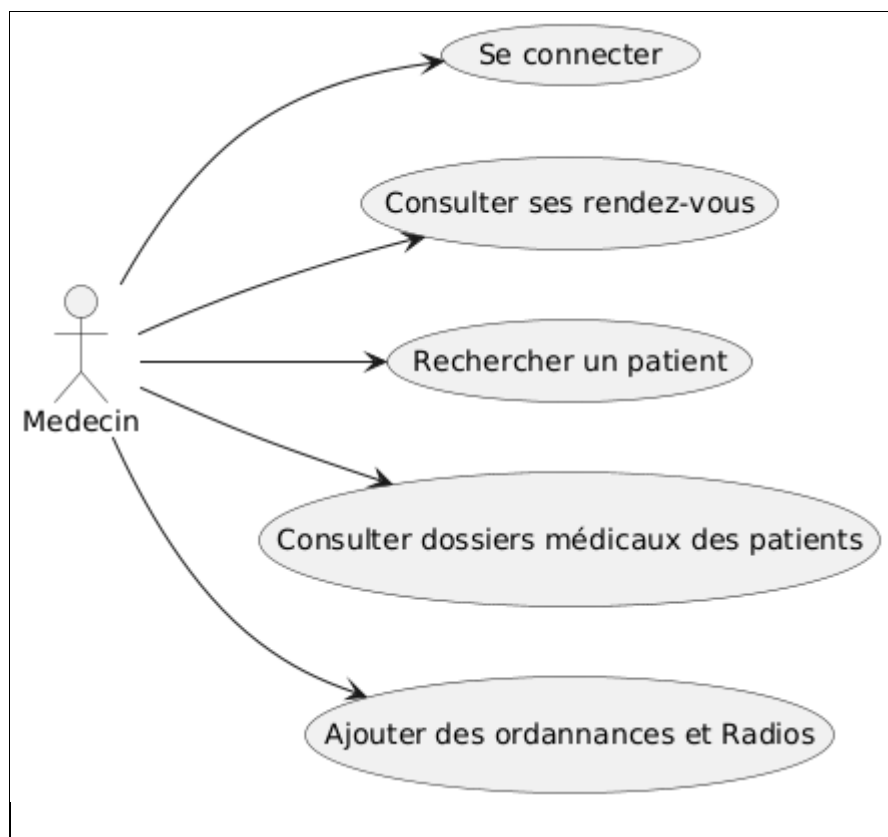 Se connecter
Consulter ses rendez-vous
Rechercher un patient
Medecin
Consulter dossiers médicaux des patients
Ajouter des ordannances et Radios